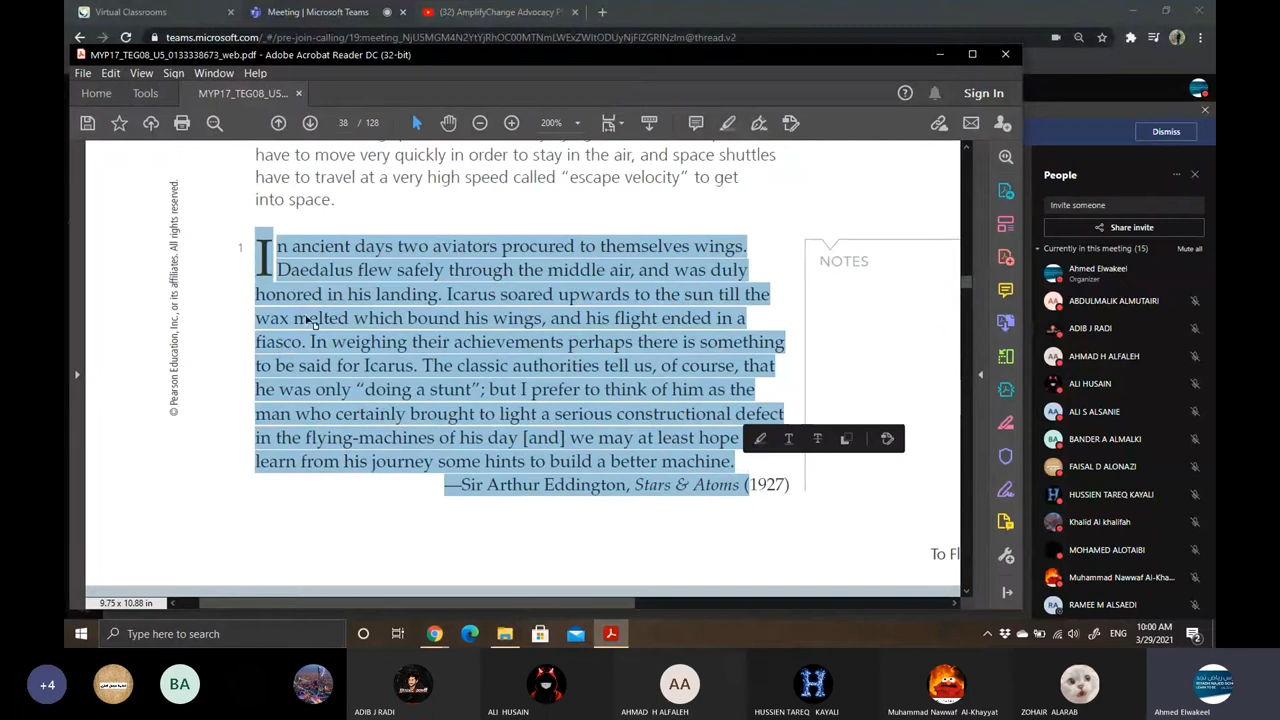 Virtual Classrooms
Meeting | Microsoft Teams
(32) AmplifyChange Advocacy P
teams.microsoft.com/_#/pre-join-calling/19:meeting_
MYP17_TEG08_U5_0133338673_web.pdf - Adobe Acrobat Reader DC (32-bit)
File Edit View Sign Window Help
Home Tools MYP17_TEG08_U5... Sign In
38 / 128 200%
Dismiss
People
Invite someone
Share invite
Currently in this meeting (15) Mute all
Ahmed Elwakeel
Organizer
ABDULMALIK ALMUTAIRI
ADIB J RADI
AHMAD H ALFALEH
ALI HUSAIN
ALI S ALSANIE
BANDER A ALMALKI
FAISAL D ALONAZI
HUSSIEN TAREQ KAYALI
Khalid Al khalifah
MOHAMED ALOTAIBI
Muhammad Nawwaf Al-Kha...
RAMEE M ALSAEDI
have to move very quickly in order to stay in the air, and space shuttles
have to travel at a very high speed called “escape velocity” to get
into space.
© Pearson Education, Inc., or its affiliates. All rights reserved.
1 In ancient days two aviators procured to themselves wings.
Daedalus flew safely through the middle air, and was duly
honored in his landing. Icarus soared upwards to the sun till the
wax melted which bound his wings, and his flight ended in a
fiasco. In weighing their achievements perhaps there is something
to be said for Icarus. The classic authorities tell us, of course, that
he was only “doing a stunt”; but I prefer to think of him as the
man who certainly brought to light a serious constructional defect
in the flying-machines of his day [and] we may at least hope
learn from his journey some hints to build a better machine.
—Sir Arthur Eddington, Stars & Atoms (1927)
NOTES
To Fl
9.75 x 10.88 in
Type here to search
ENG
10:00 AM
3/29/2021
2
+4
BA
AA
ADIB J RADI
ALI HUSAIN
AHMAD H ALFALEH
HUSSIEN TAREQ KAYALI
Muhammad Nawwaf Al-Khayyat
ZOHAIR ALARAB
Ahmed Elwakeel